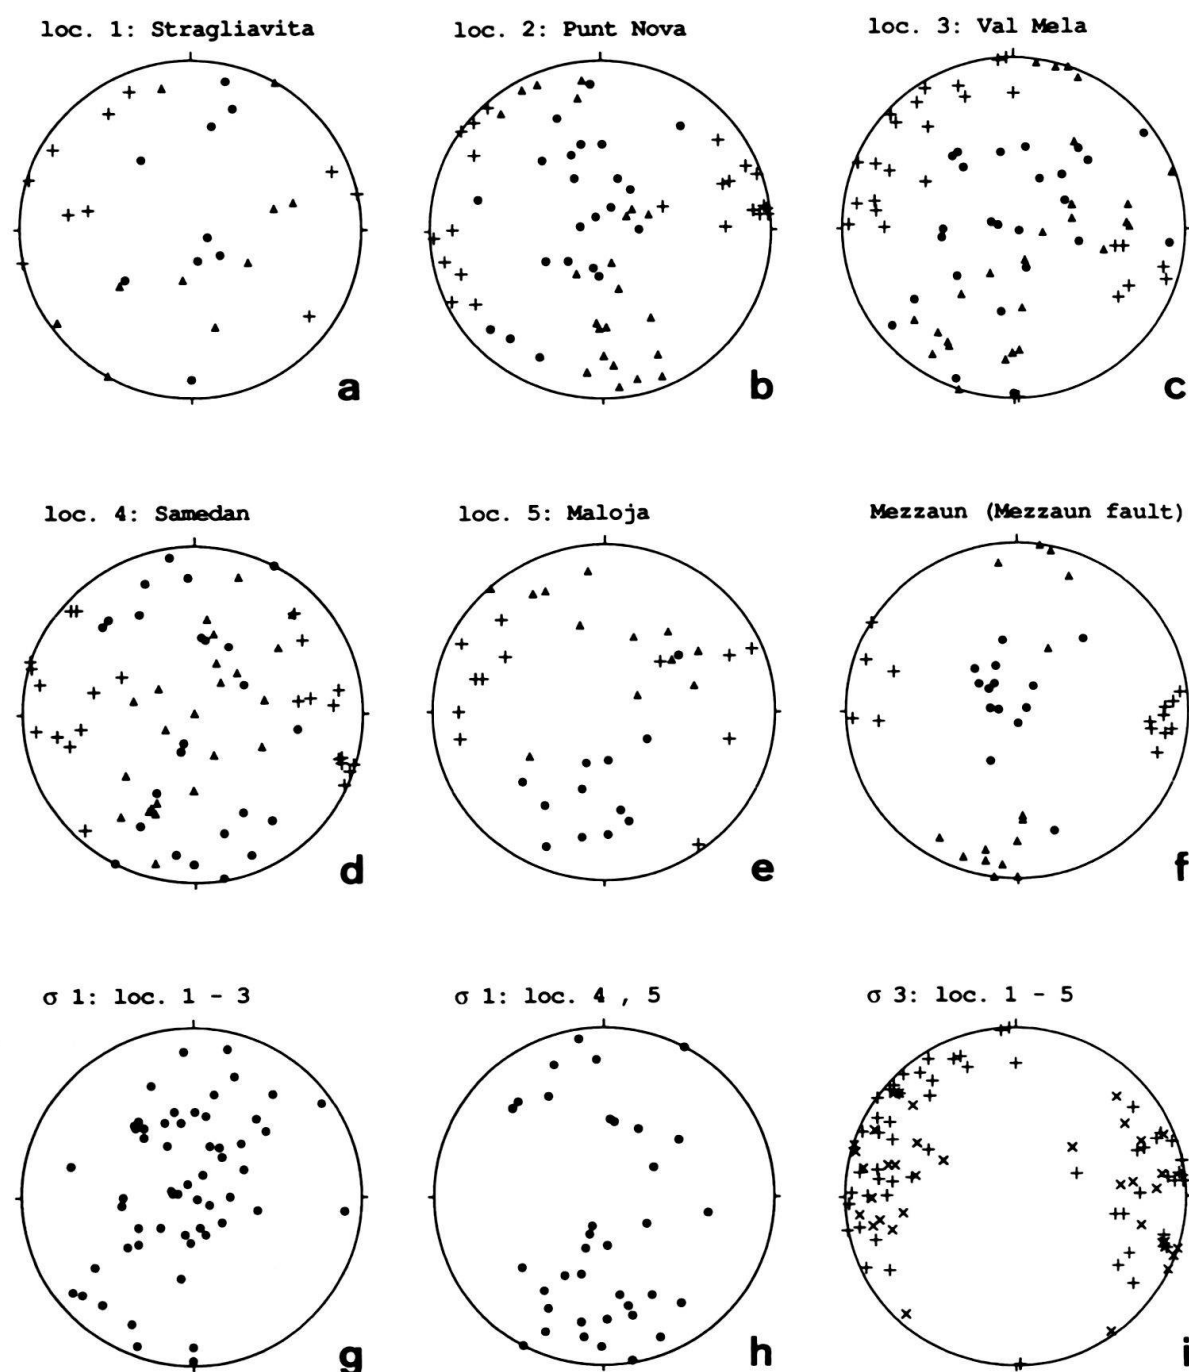 loc. 1: Stragliavita
loc. 2: Punt Nova
loc. 3: Val Mela
a
b
c
loc. 4: Samedan
loc. 5: Maloja
Mezzaun (Mezzaun fault)
d
e
f
σ 1: loc. 1 - 3
σ 1: loc. 4 , 5
σ 3: loc. 1 - 5
g
h
i